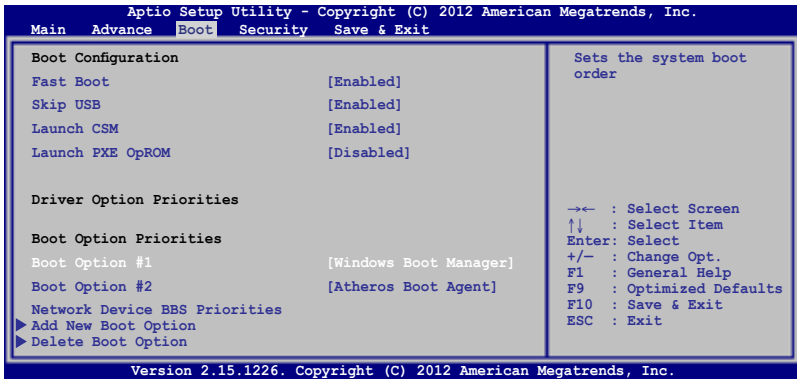 Aptio Setup Utility - Copyright (C) 2012 American Megatrends, Inc.
Main Advance Boot Security Save & Exit
Boot Configuration
Fast Boot [Enabled]
Skip USB [Enabled]
Launch CSM [Enabled]
Launch PXE OpROM [Disabled]
Driver Option Priorities
Boot Option Priorities
Boot Option #1 [Windows Boot Manager]
Boot Option #2 [Atheros Boot Agent]
Network Device BBS Priorities
Add New Boot Option
Delete Boot Option
Sets the system boot
order
→← : Select Screen
↑↓ : Select Item
Enter: Select
+/— : Change Opt.
F1 : General Help
F9 : Optimized Defaults
F10 : Save & Exit
ESC : Exit
Version 2.15.1226. Copyright (C) 2012 American Megatrends, Inc.